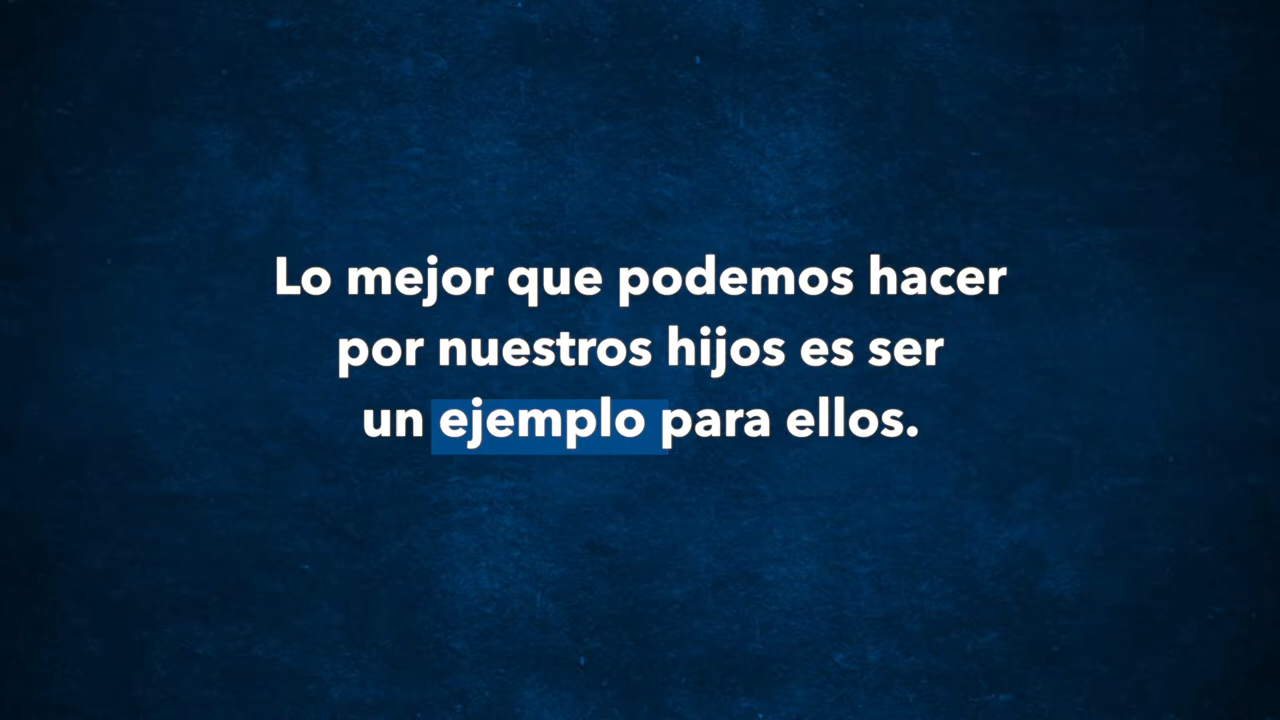 Lo mejor que podemos hacer
por nuestros hijos es ser
un ejemplo para ellos.